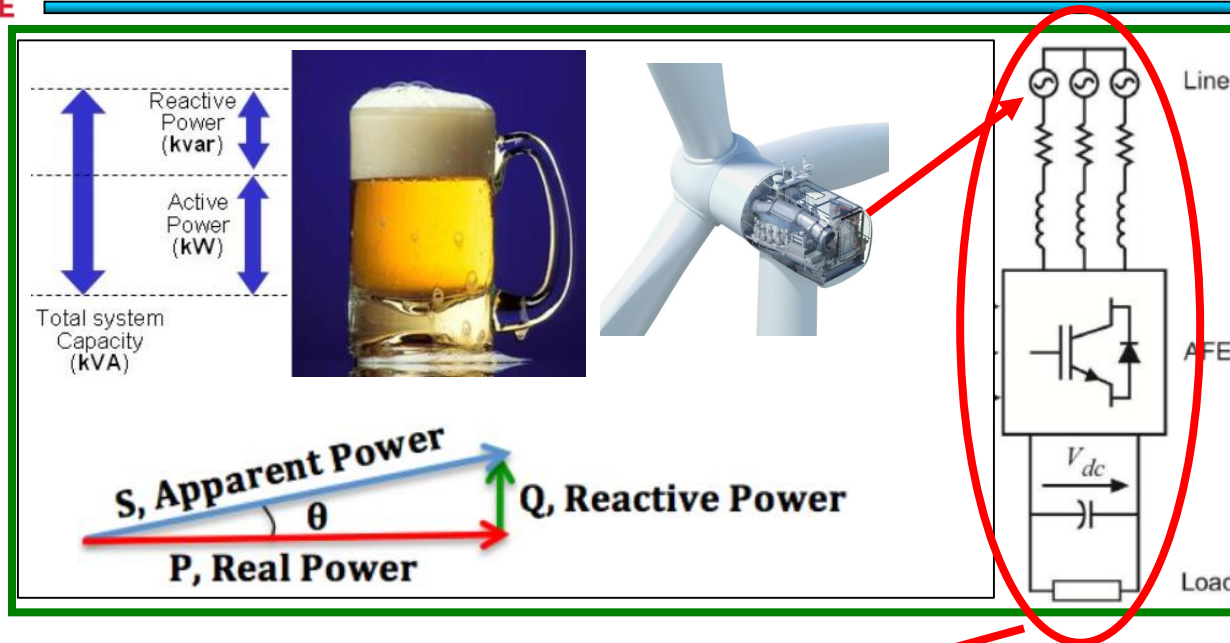 E
Reactive
Power
(kvar)
Active
Power
(kW)
Total system
Capacity
(kVA)
S, Apparent Power
θ
Q, Reactive Power
P, Real Power
Line
AFE
Vdc
Load